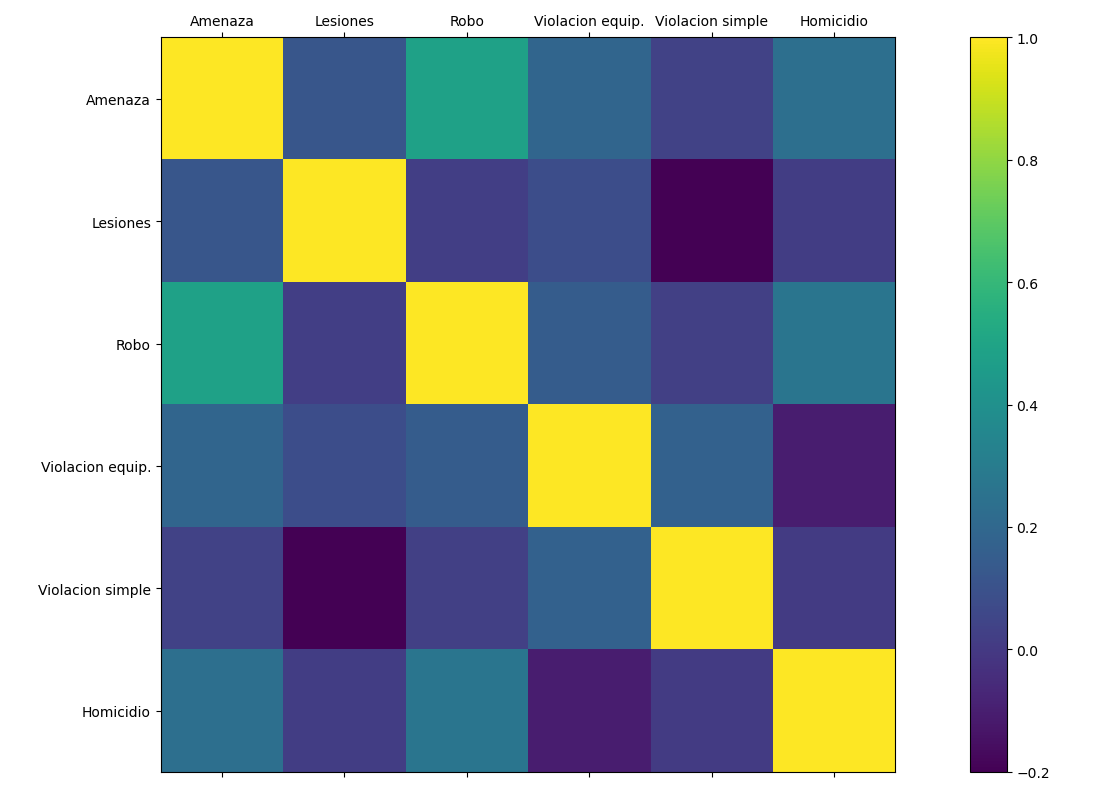 Amenaza Lesiones Robo Violacion equip. Violacion simple Homicidio
Amenaza
Lesiones
Robo
Violacion equip.
Violacion simple
Homicidio
1.0
0.8
0.6
0.4
0.2
0.0
−0.2